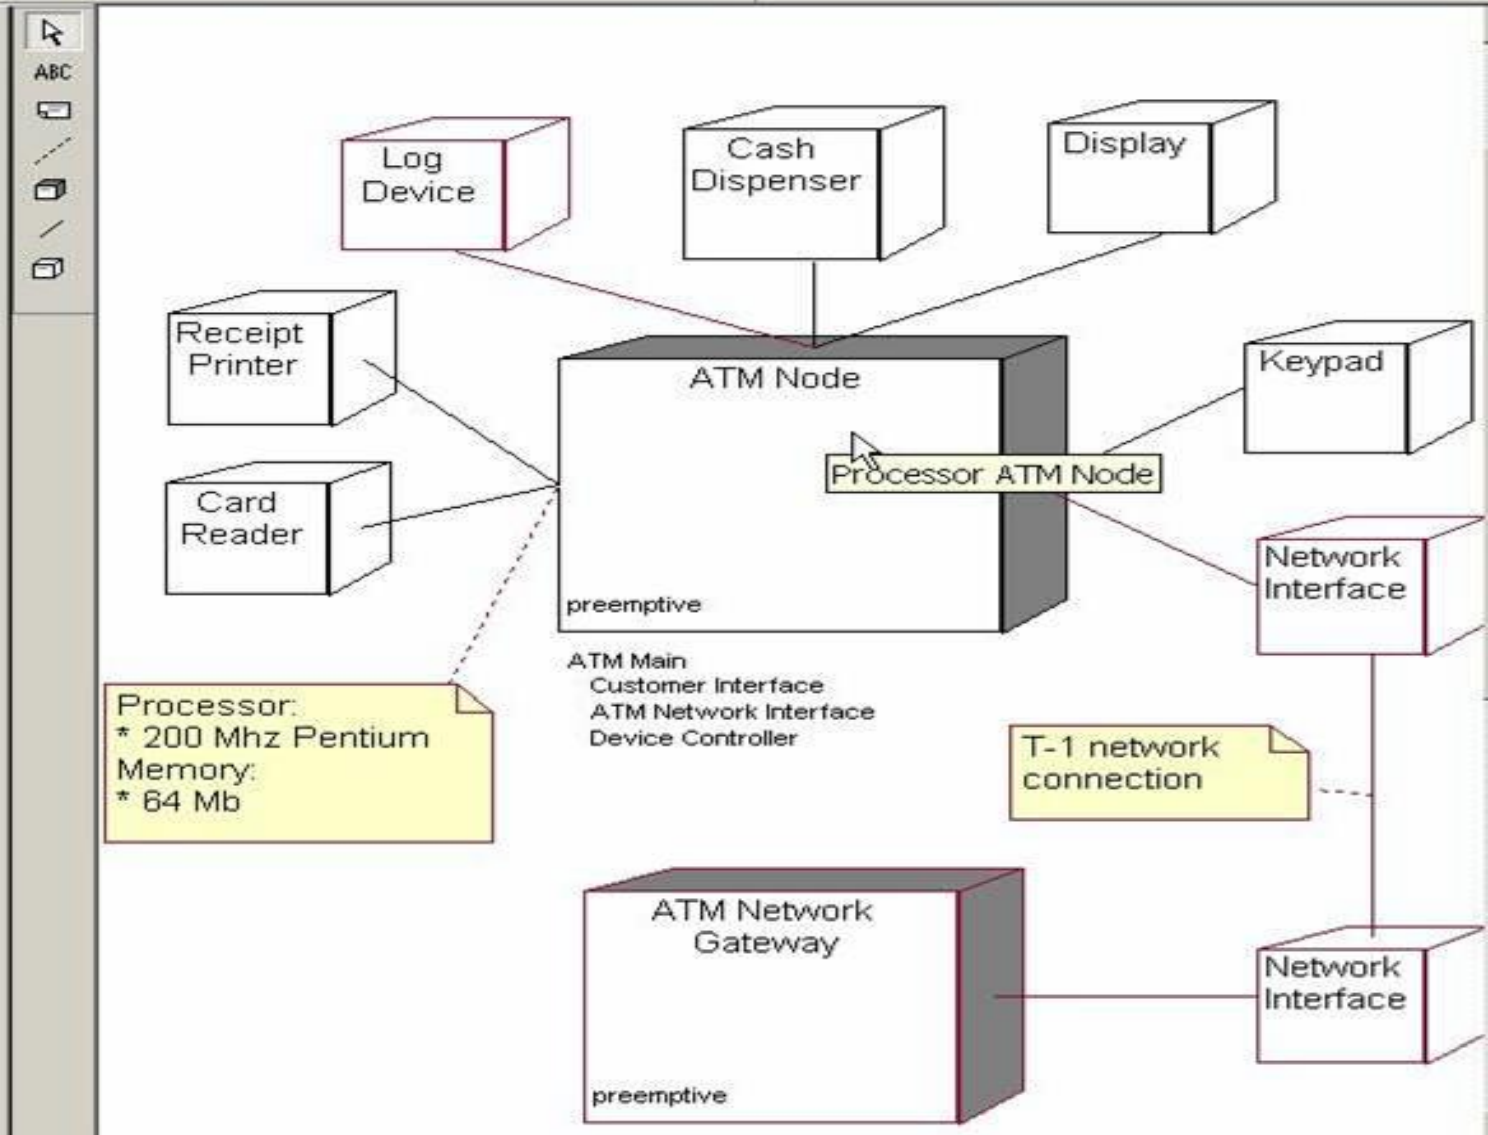 ABC
Log
Device
Cash
Dispenser
Display
Receipt
Printer
ATM Node
Keypad
Processor ATM Node
Card
Reader
Network
Interface
preemptive
ATM Main
Customer Interface
ATM Network Interface
Device Controller
Processor:
* 200 Mhz Pentium
Memory:
* 64 Mb
T-1 network
connection
ATM Network
Gateway
Network
Interface
preemptive